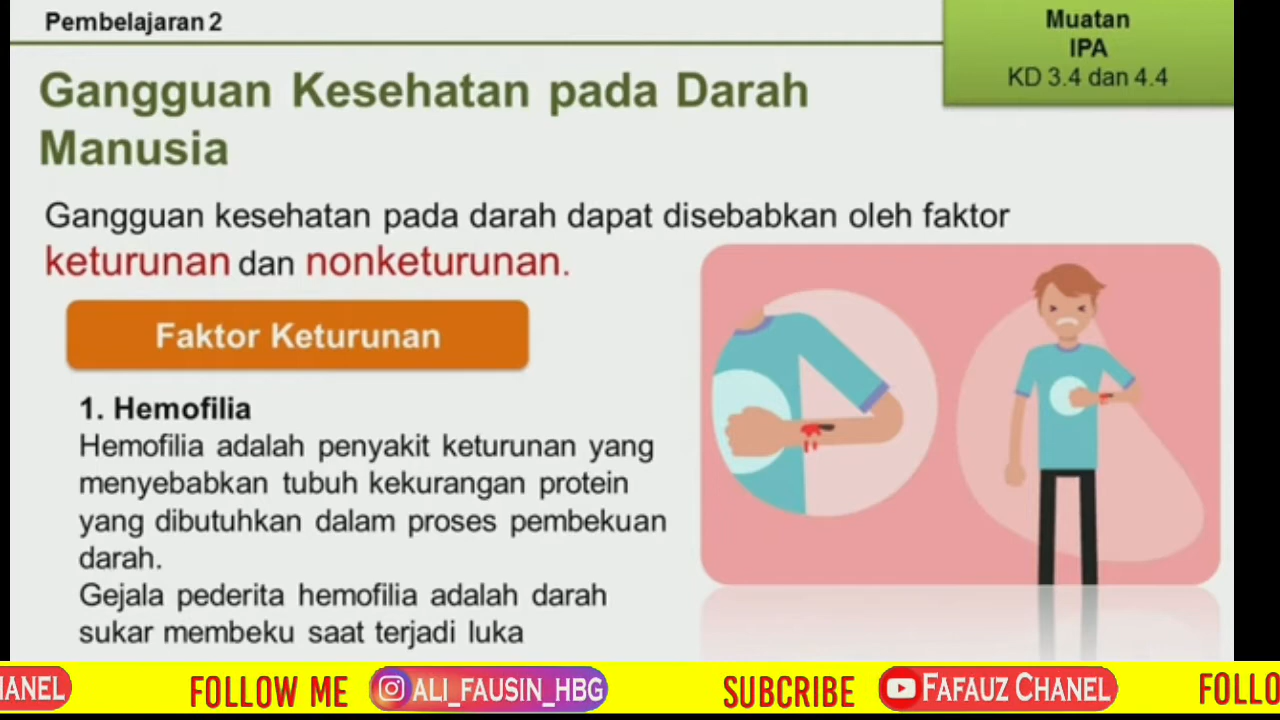 Pembelajaran 2
Muatan
IPA
KD 3.4 dan 4.4
Gangguan Kesehatan pada Darah
Manusia
Gangguan kesehatan pada darah dapat disebabkan oleh faktor
keturunan dan nonketurunan.
Faktor Keturunan
1. Hemofilia
Hemofilia adalah penyakit keturunan yang
menyebabkan tubuh kekurangan protein
yang dibutuhkan dalam proses pembekuan
darah.
Gejala pederita hemofilia adalah darah
sukar membeku saat terjadi luka
HANEL FOLLOW ME ALI_FAUSIN_HBG SUBCRIBE FAFAUZ CHANEL FOLLO